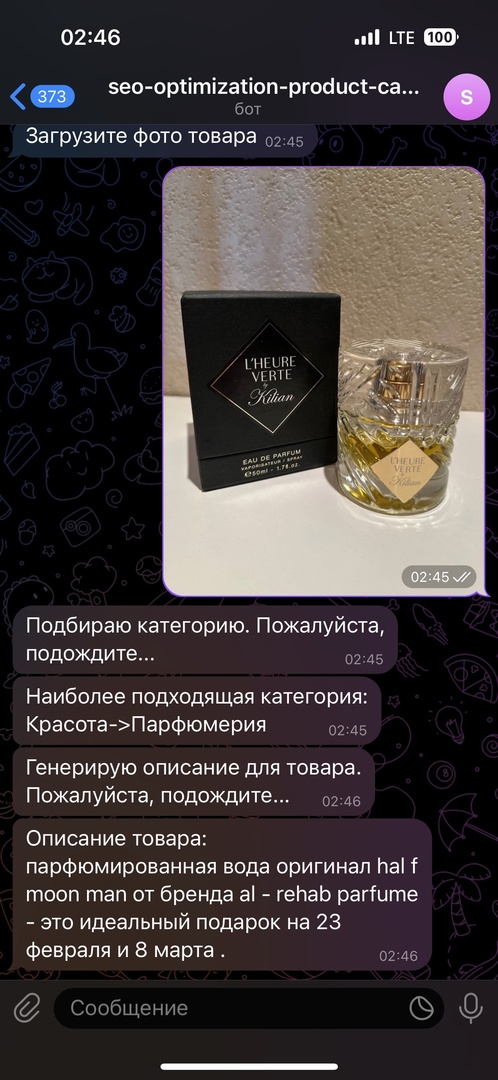 02:46
LTE
100
373
seo-optimization-product-ca...
бот
S
Загрузите фото товара
02:45
L'HEURE
VERTE
by
Kilian
EAU DE PARFUM
VAPORISATEUR / SPRAY
℮50ml - 1.7fl.oz.
L'HEURE
VERTE
by
Kilian
02:45
Подбираю категорию. Пожалуйста,
подождите...
02:45
Наиболее подходящая категория:
Красота->Парфюмерия
02:45
Генерирую описание для товара.
Пожалуйста, подождите...
02:46
Описание товара:
парфюмированная вода оригинал hal f
moon man от бренда al - rehab parfume
- это идеальный подарок на 23
февраля и 8 марта .
02:46
Сообщение